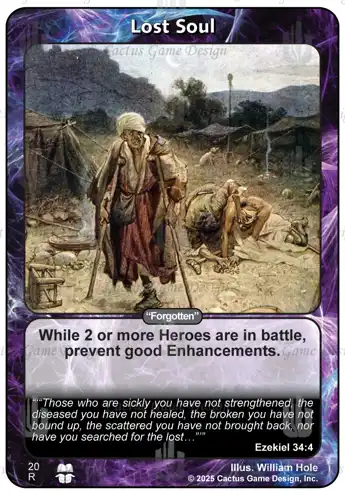 Lost Soul
Cactus Game Design
"Forgotten"
While 2 or more Heroes are in battle,
prevent good Enhancements.
"“Those who are sickly you have not strengthened, the
diseased you have not healed, the broken you have not
bound up, the scattered you have not brought back, nor
have you searched for the lost…”"
Ezekiel 34:4
20
R
Illus. William Hole
© 2025 Cactus Game Design, Inc.